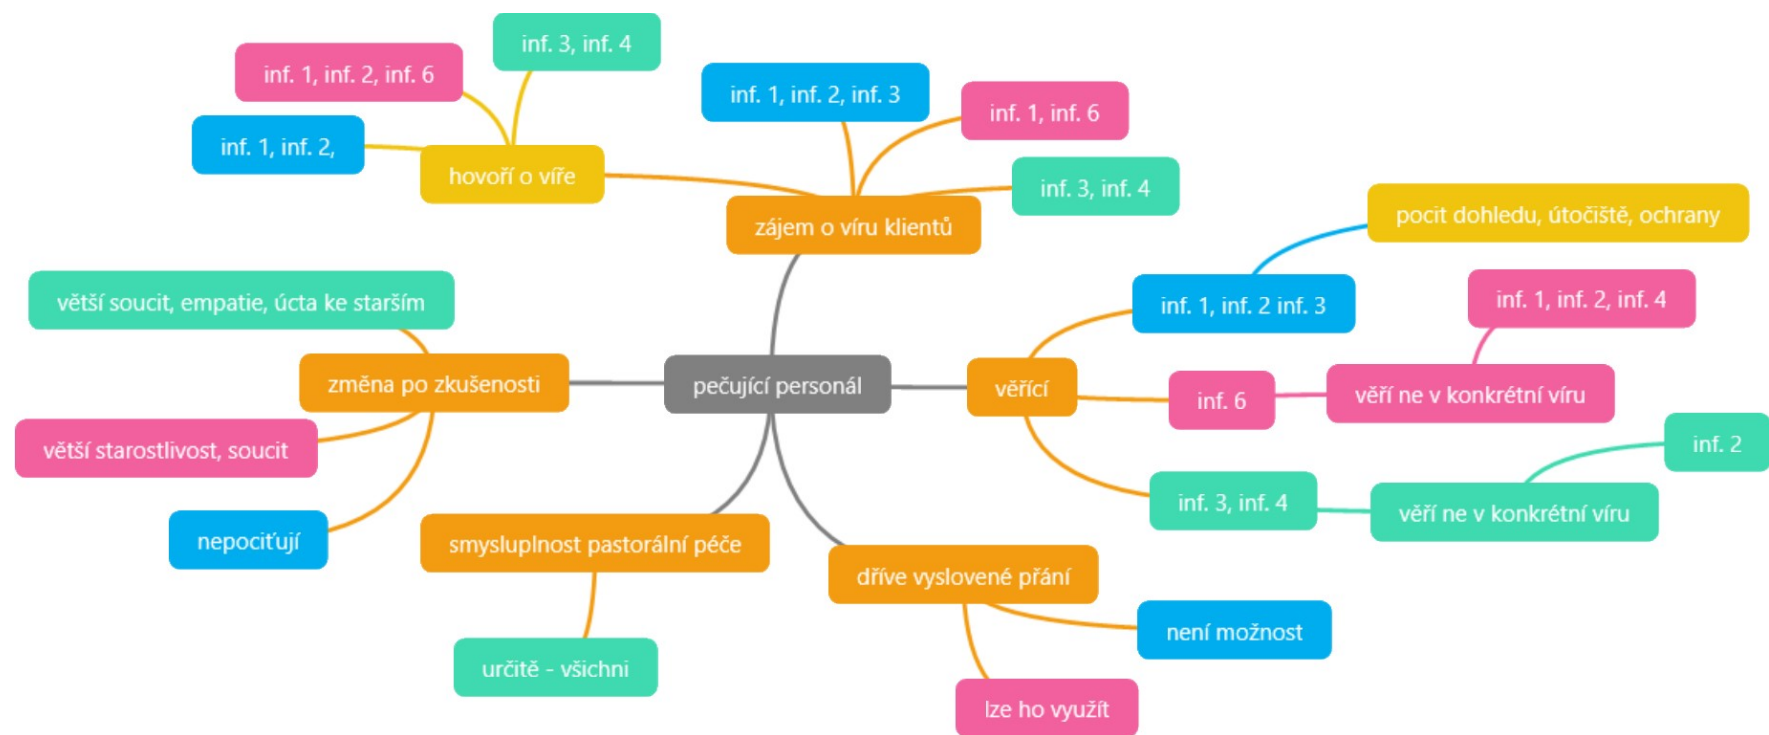 inf. 3, inf. 4
inf. 1, inf. 2, inf. 6
inf. 1, inf. 2, inf. 3
inf. 1, inf. 6
inf. 1, inf. 2,
hovoří o víře
inf. 3, inf. 4
zájem o víru klientů
pocit dohledu, útočiště, ochrany
větší soucit, empatie, úcta ke starším
inf. 1, inf. 2 inf. 3
inf. 1, inf. 2, inf. 4
změna po zkušenosti
pečující personál
věřící
inf. 6
věří ne v konkrétní víru
větší starostlivost, soucit
inf. 2
inf. 3, inf. 4
věří ne v konkrétní víru
nepociťují
smysluplnost pastorální péče
dříve vyslovené přání
není možnost
určitě - všichni
lze ho využít